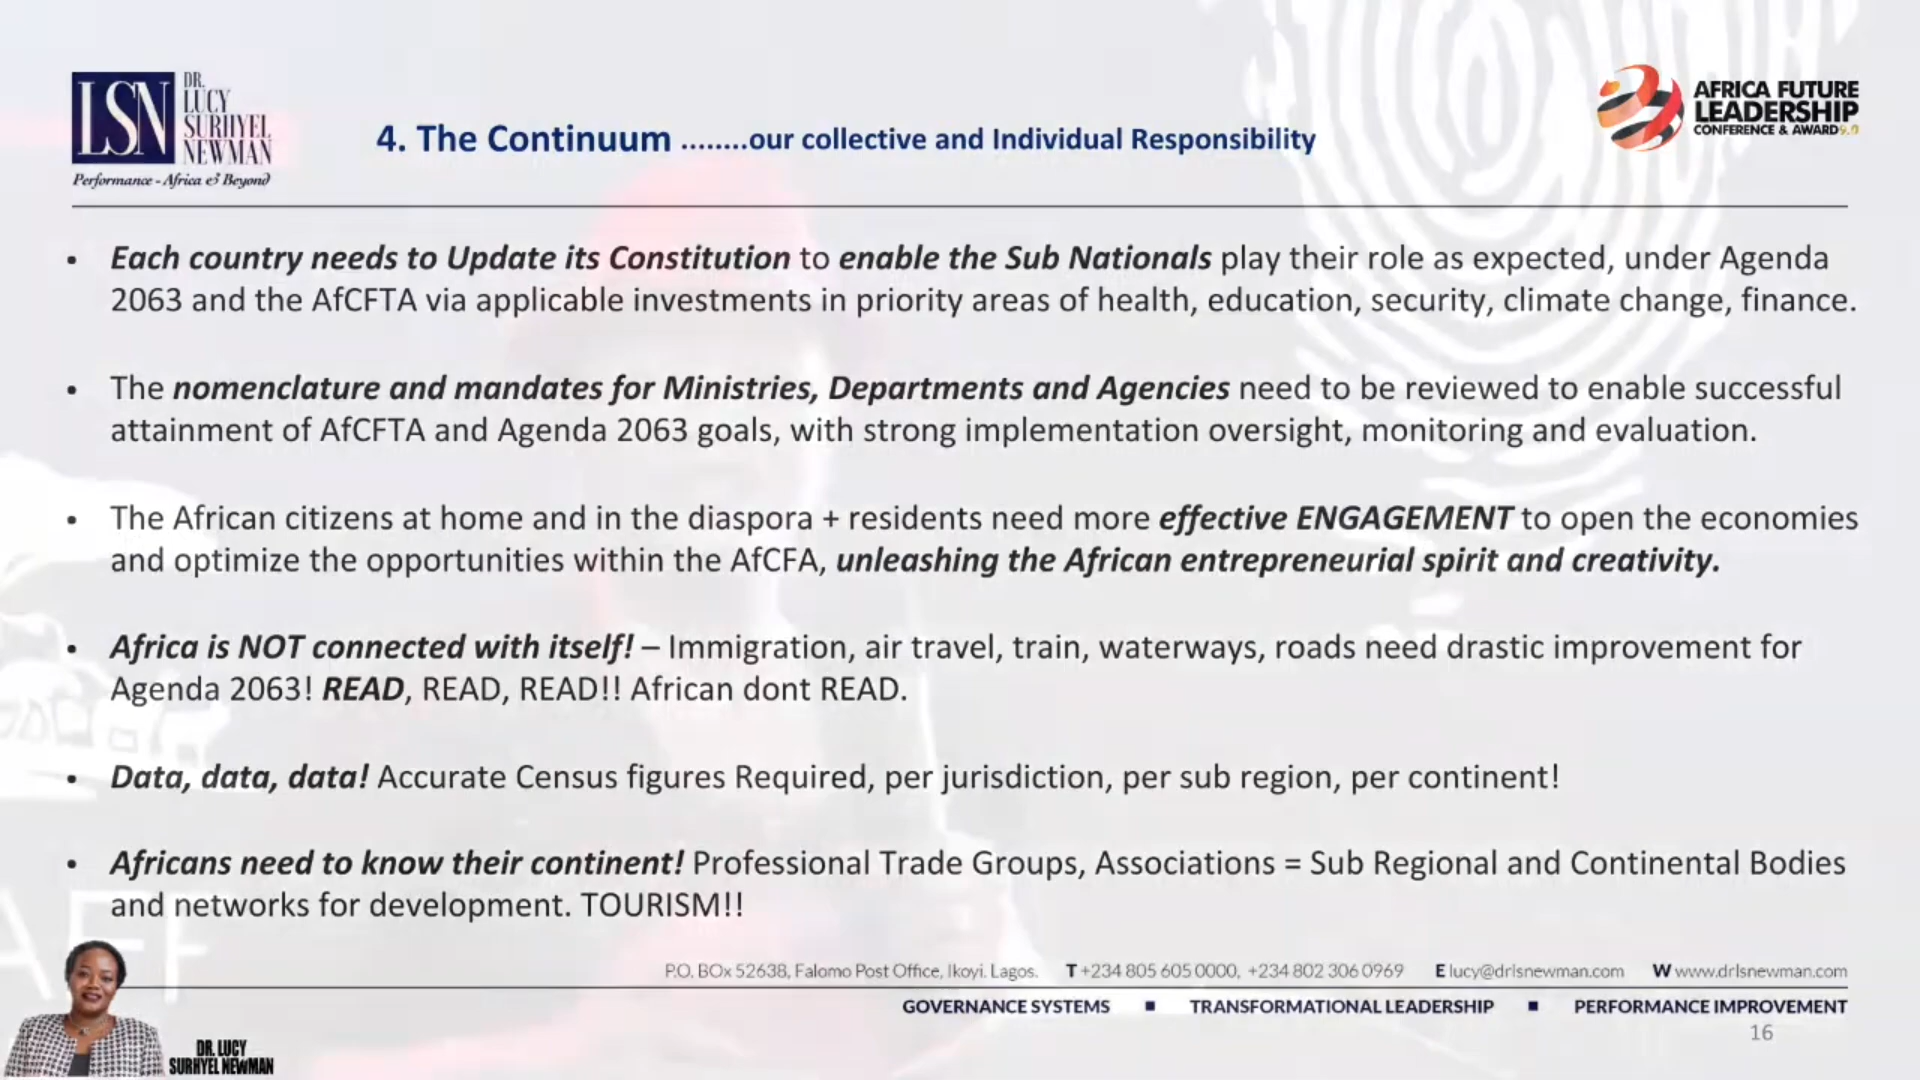 LSN
DR.
LUCY
SURHYEL
NEWMAN
Performance - Africa & Beyond
4. The Continuum ........our collective and Individual Responsibility
AFRICA FUTURE
LEADERSHIP
CONFERENCE & AWARD 9.0
• Each country needs to Update its Constitution to enable the Sub Nationals play their role as expected, under Agenda
2063 and the AfCFTA via applicable investments in priority areas of health, education, security, climate change, finance.
• The nomenclature and mandates for Ministries, Departments and Agencies need to be reviewed to enable successful
attainment of AfCFTA and Agenda 2063 goals, with strong implementation oversight, monitoring and evaluation.
• The African citizens at home and in the diaspora + residents need more effective ENGAGEMENT to open the economies
and optimize the opportunities within the AfCFA, unleashing the African entrepreneurial spirit and creativity.
• Africa is NOT connected with itself! – Immigration, air travel, train, waterways, roads need drastic improvement for
Agenda 2063! READ, READ, READ!! African dont READ.
• Data, data, data! Accurate Census figures Required, per jurisdiction, per sub region, per continent!
• Africans need to know their continent! Professional Trade Groups, Associations = Sub Regional and Continental Bodies
and networks for development. TOURISM!!
P.O. BOx 52638, Falomo Post Office, Ikoyi. Lagos. T +234 805 605 0000, +234 802 306 0969 E lucy@drlsnewman.com W www.drlsnewman.com
GOVERNANCE SYSTEMS ■ TRANSFORMATIONAL LEADERSHIP ■ PERFORMANCE IMPROVEMENT
16
DR. LUCY
SURHYEL NEWMAN